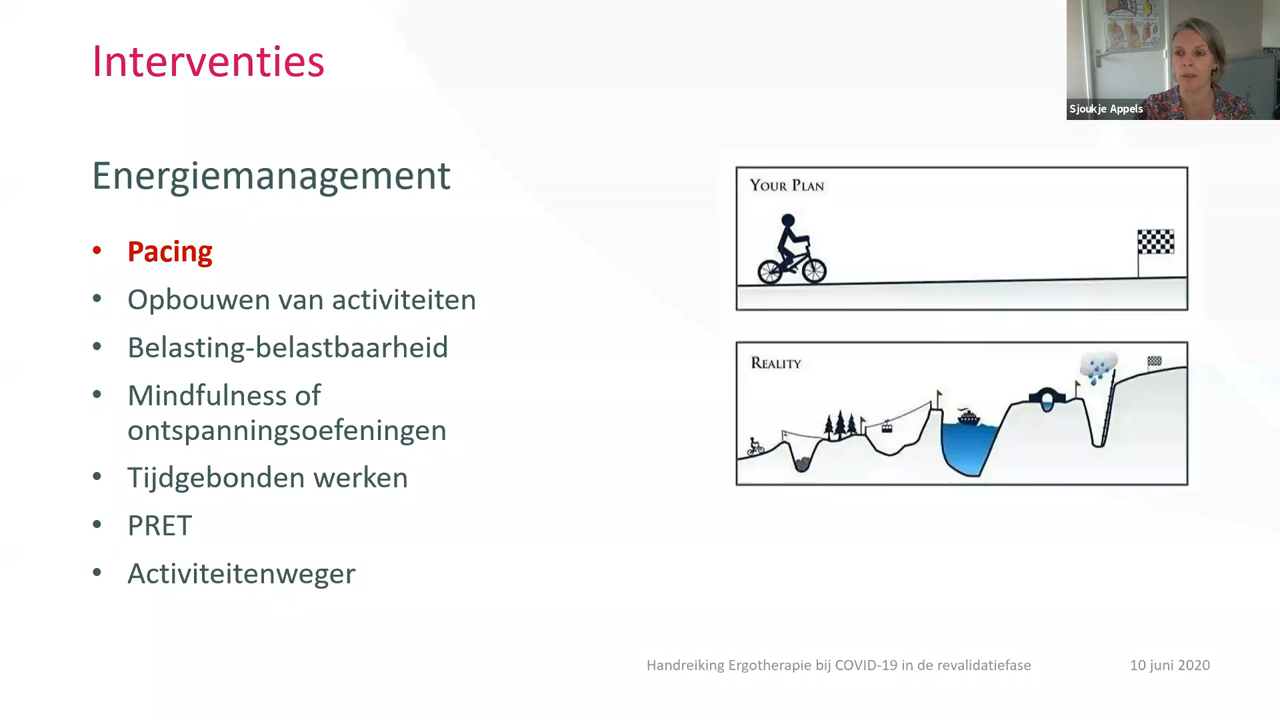 Interventies
Sjoukje Appels
Energiemanagement
• Pacing
• Opbouwen van activiteiten
• Belasting-belastbaarheid
• Mindfulness of
ontspanningsoefeningen
• Tijdgebonden werken
• PRET
• Activiteitenweger
YOUR PLAN
REALITY
Handreiking Ergotherapie bij COVID-19 in de revalidatiefase
10 juni 2020